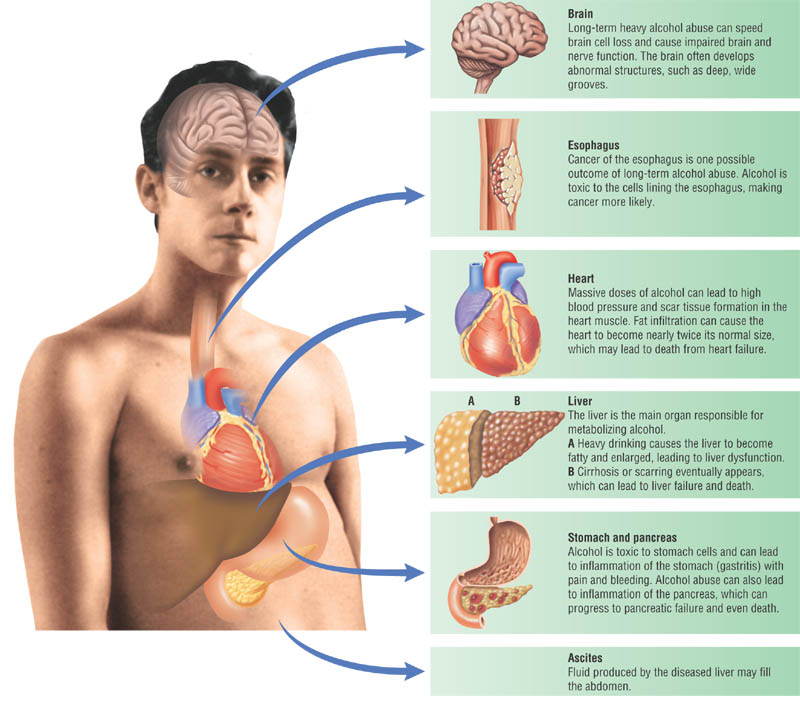 Brain
Long-term heavy alcohol abuse can speed
brain cell loss and cause impaired brain and
nerve function. The brain often develops
abnormal structures, such as deep, wide
grooves.
Esophagus
Cancer of the esophagus is one possible
outcome of long-term alcohol abuse. Alcohol is
toxic to the cells lining the esophagus, making
cancer more likely.
Heart
Massive doses of alcohol can lead to high
blood pressure and scar tissue formation in the
heart muscle. Fat infiltration can cause the
heart to become nearly twice its normal size,
which may lead to death from heart failure.
A B
Liver
The liver is the main organ responsible for
metabolizing alcohol.
A Heavy drinking causes the liver to become
fatty and enlarged, leading to liver dysfunction.
B Cirrhosis or scarring eventually appears,
which can lead to liver failure and death.
Stomach and pancreas
Alcohol is toxic to stomach cells and can lead
to inflammation of the stomach (gastritis) with
pain and bleeding. Alcohol abuse can also lead
to inflammation of the pancreas, which can
progress to pancreatic failure and even death.
Ascites
Fluid produced by the diseased liver may fill
the abdomen.